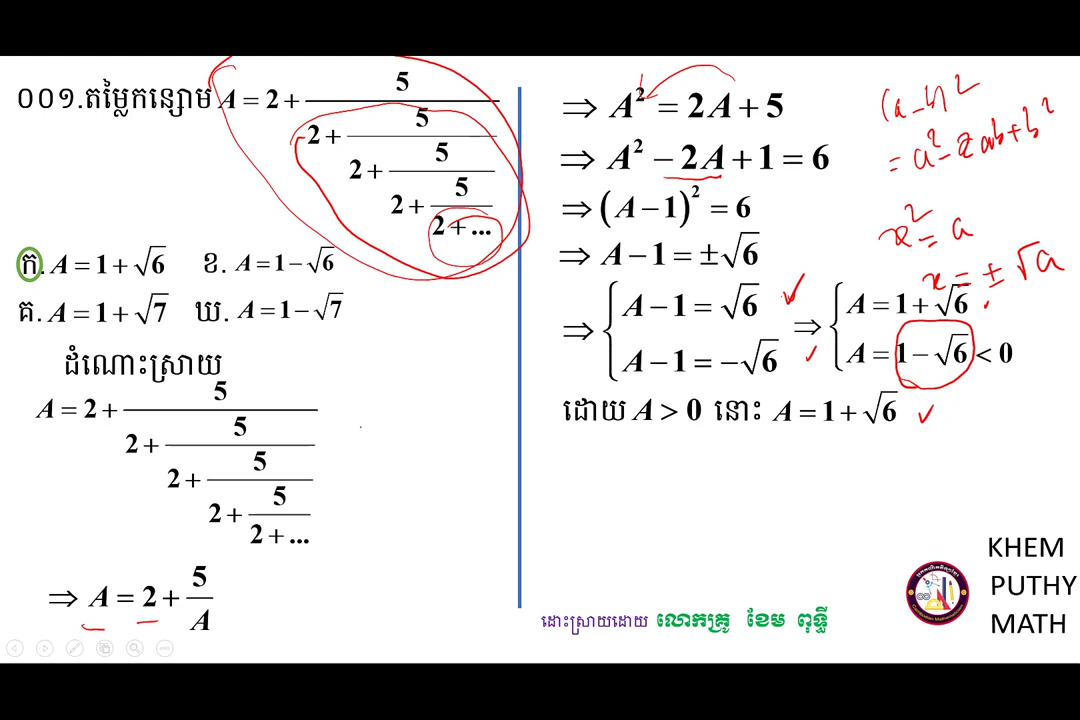 ០០១.តម្លៃកន្សោម A = 2 + 5
2 + 5
2 + 5
2 + 5
2 + ...
ក. A = 1 + √6 ខ. A = 1 − √6
គ. A = 1 + √7 ឃ. A = 1 − √7
ដំណោះស្រាយ
A = 2 + 5
2 + 5
2 + 5
2 + 5
2 + ...
⇒ A = 2 + 5/A
⇒ A² = 2A + 5
⇒ A² − 2A + 1 = 6
⇒ (A − 1)² = 6
⇒ A − 1 = ±√6
⇒ { A − 1 = √6 ⇒ { A = 1 + √6
A − 1 = −√6 A = 1 − √6 < 0
ដោយ A > 0 នោះ A = 1 + √6
= a² − 2ab + b²
x² = a
x = ± √a
ដោះស្រាយដោយ លោកគ្រូ ខែម ពុទ្ធី
KHEM
PUTHY
MATH